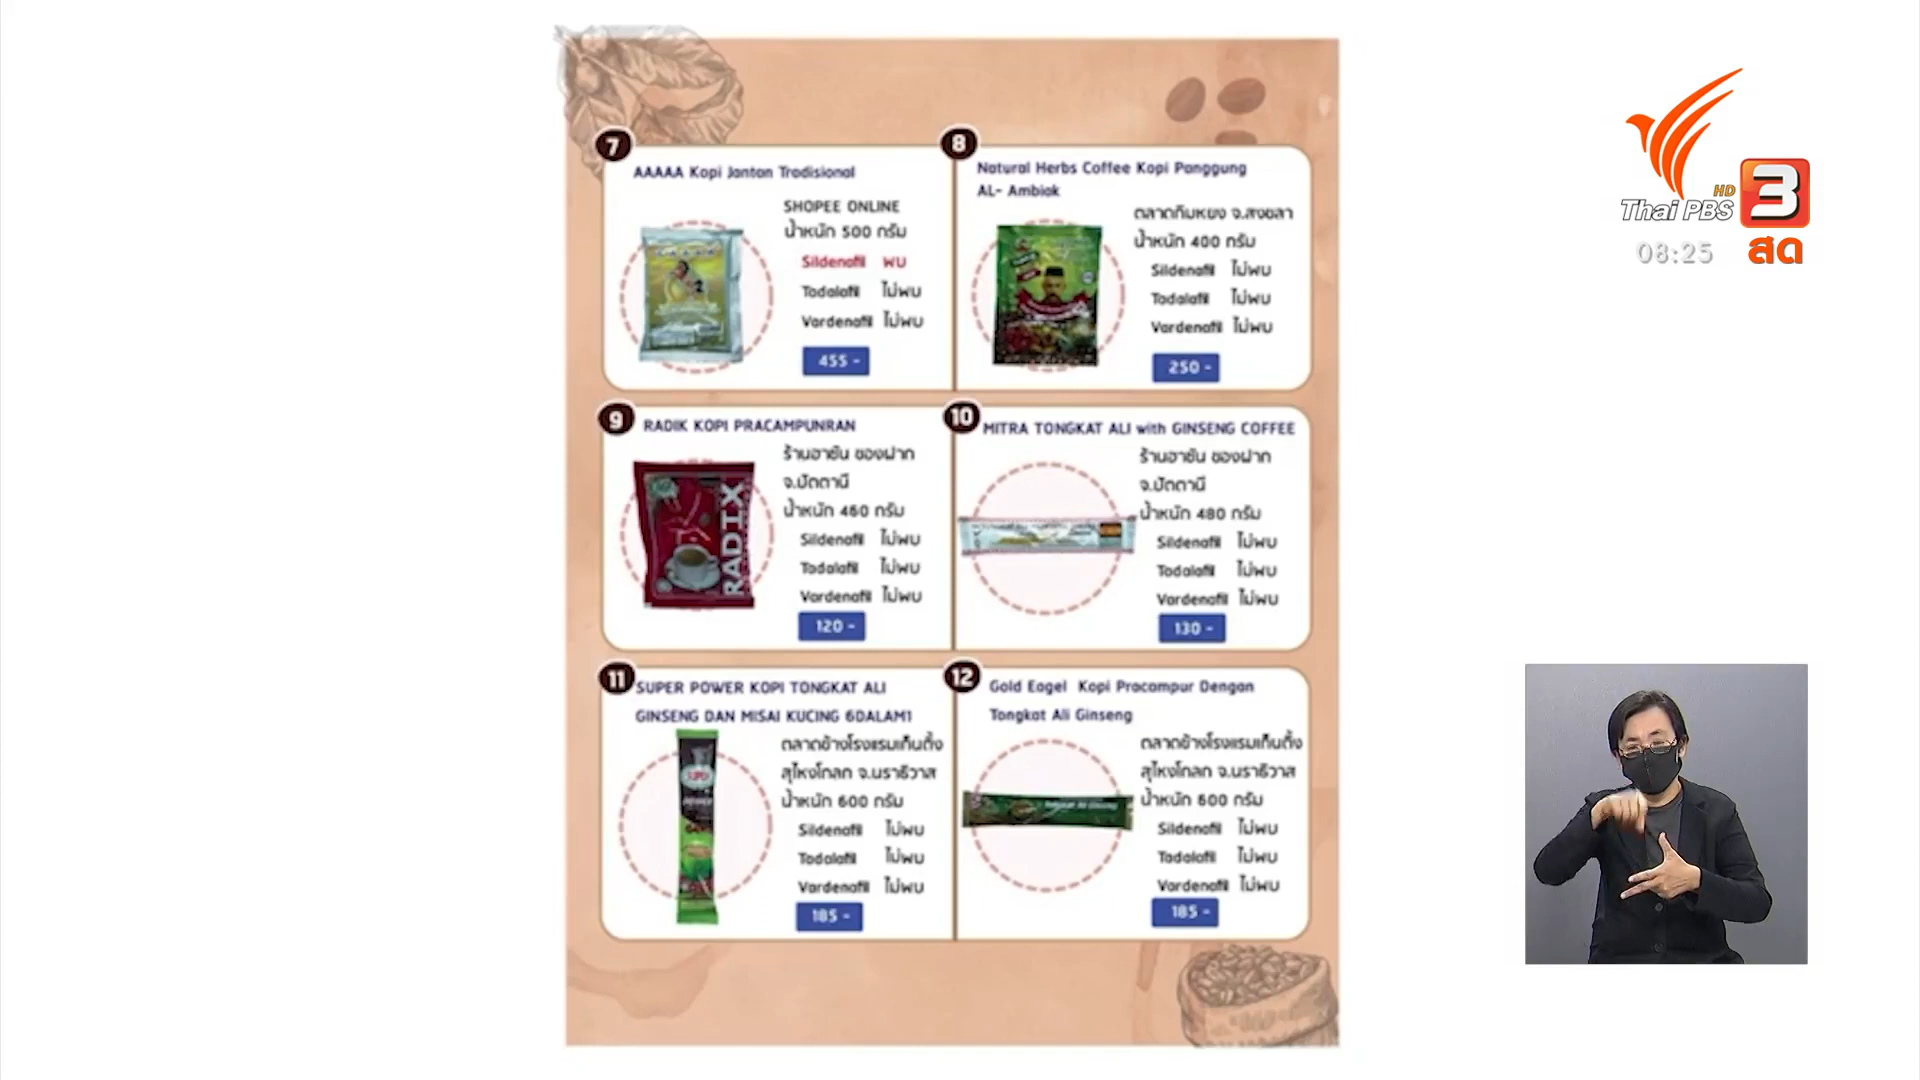 7
AAAAA Kopi Jantan Tradisional
SHOPEE ONLINE
น้ำหนัก 500 กรัม
Sildenafil พบ
Tadalafil ไม่พบ
Vardenafil ไม่พบ
455 -
8
Natural Herbs Coffee Kopi Panggung
AL- Ambiak
ตลาดกิมหยง จ.สงขลา
น้ำหนัก 400 กรัม
Sildenafil ไม่พบ
Tadalafil ไม่พบ
Vardenafil ไม่พบ
250 -
9
RADIK KOPI PRACAMPUNRAN
ร้านฮาซัน ของฝาก
จ.ปัตตานี
น้ำหนัก 460 กรัม
Sildenafil ไม่พบ
Tadalafil ไม่พบ
Vardenafil ไม่พบ
120 -
RADIX
10
MITRA TONGKAT ALI with GINSENG COFFEE
ร้านฮาซัน ของฝาก
จ.ปัตตานี
น้ำหนัก 480 กรัม
Sildenafil ไม่พบ
Tadalafil ไม่พบ
Vardenafil ไม่พบ
130 -
11
SUPER POWER KOPI TONGKAT ALI
GINSENG DAN MISAI KUCING 6DALAM1
ตลาดข้างโรงแรมเก็นติ้ง
สุไหงโกลก จ.นราธิวาส
น้ำหนัก 600 กรัม
Sildenafil ไม่พบ
Tadalafil ไม่พบ
Vardenafil ไม่พบ
185 -
SUPER
12
Gold Eagel Kopi Pracampur Dengan
Tongkat Ali Ginseng
ตลาดข้างโรงแรมเก็นติ้ง
สุไหงโกลก จ.นราธิวาส
น้ำหนัก 600 กรัม
Sildenafil ไม่พบ
Tadalafil ไม่พบ
Vardenafil ไม่พบ
185 -
Thai PBS HD 3
08:25 สด